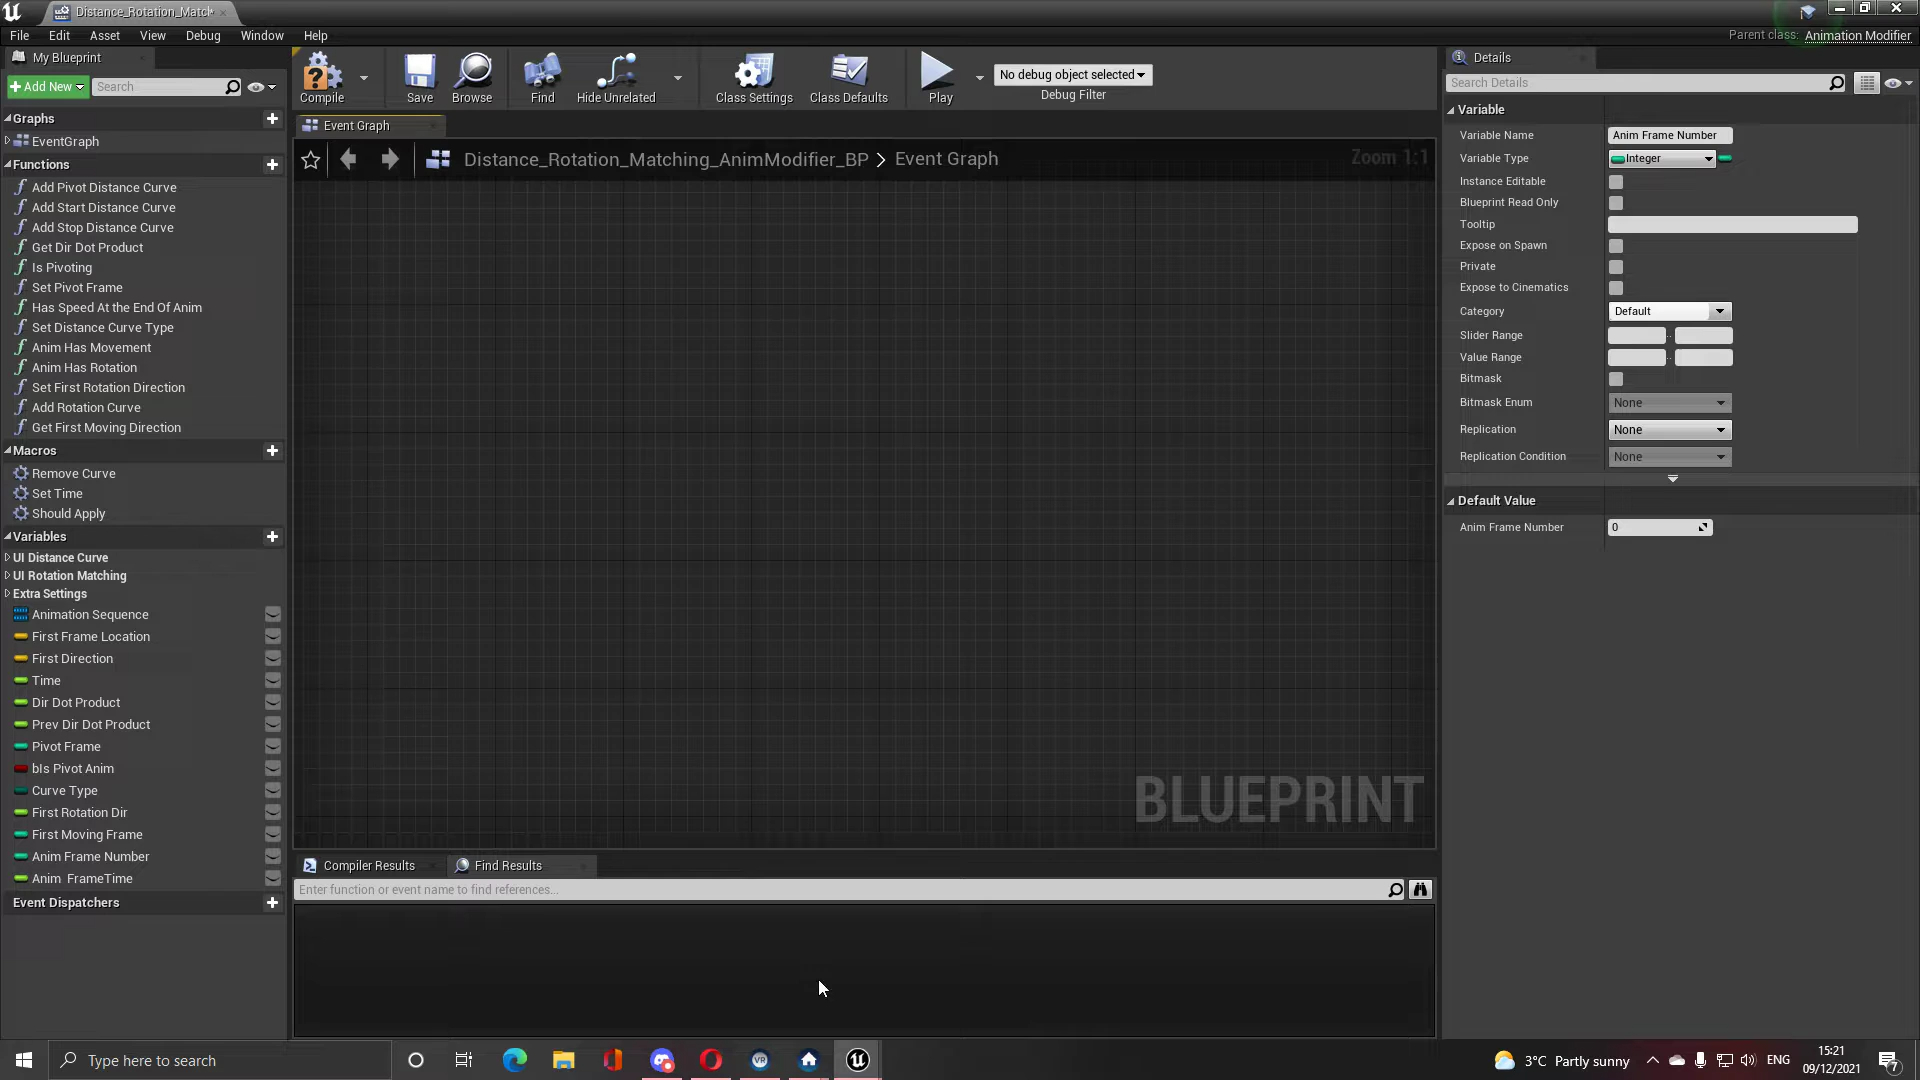 Distance_Rotation_Match
File Edit Asset View Debug Window Help
Parent class: Animation Modifier
My Blueprint
Add New
Search
Graphs
EventGraph
Functions
Add Pivot Distance Curve
Add Start Distance Curve
Add Stop Distance Curve
Get Dir Dot Product
Is Pivoting
Set Pivot Frame
Has Speed At the End Of Anim
Set Distance Curve Type
Anim Has Movement
Anim Has Rotation
Set First Rotation Direction
Add Rotation Curve
Get First Moving Direction
Macros
Remove Curve
Set Time
Should Apply
Variables
UI Distance Curve
UI Rotation Matching
Extra Settings
Animation Sequence
First Frame Location
First Direction
Time
Dir Dot Product
Prev Dir Dot Product
Pivot Frame
bIs Pivot Anim
Curve Type
First Rotation Dir
First Moving Frame
Anim Frame Number
Anim FrameTime
Event Dispatchers
Compile
Save
Browse
Find
Hide Unrelated
Class Settings
Class Defaults
Play
No debug object selected
Debug Filter
Event Graph
Distance_Rotation_Matching_AnimModifier_BP > Event Graph
Zoom 1:1
BLUEPRINT
Compiler Results
Find Results
Enter function or event name to find references...
Details
Search Details
Variable
Variable Name Anim Frame Number
Variable Type Integer
Instance Editable
Blueprint Read Only
Tooltip
Expose on Spawn
Private
Expose to Cinematics
Category Default
Slider Range
Value Range
Bitmask
Bitmask Enum None
Replication None
Replication Condition None
Default Value
Anim Frame Number 0
Type here to search
VR
3°C Partly sunny
ENG
15:21
09/12/2021
7